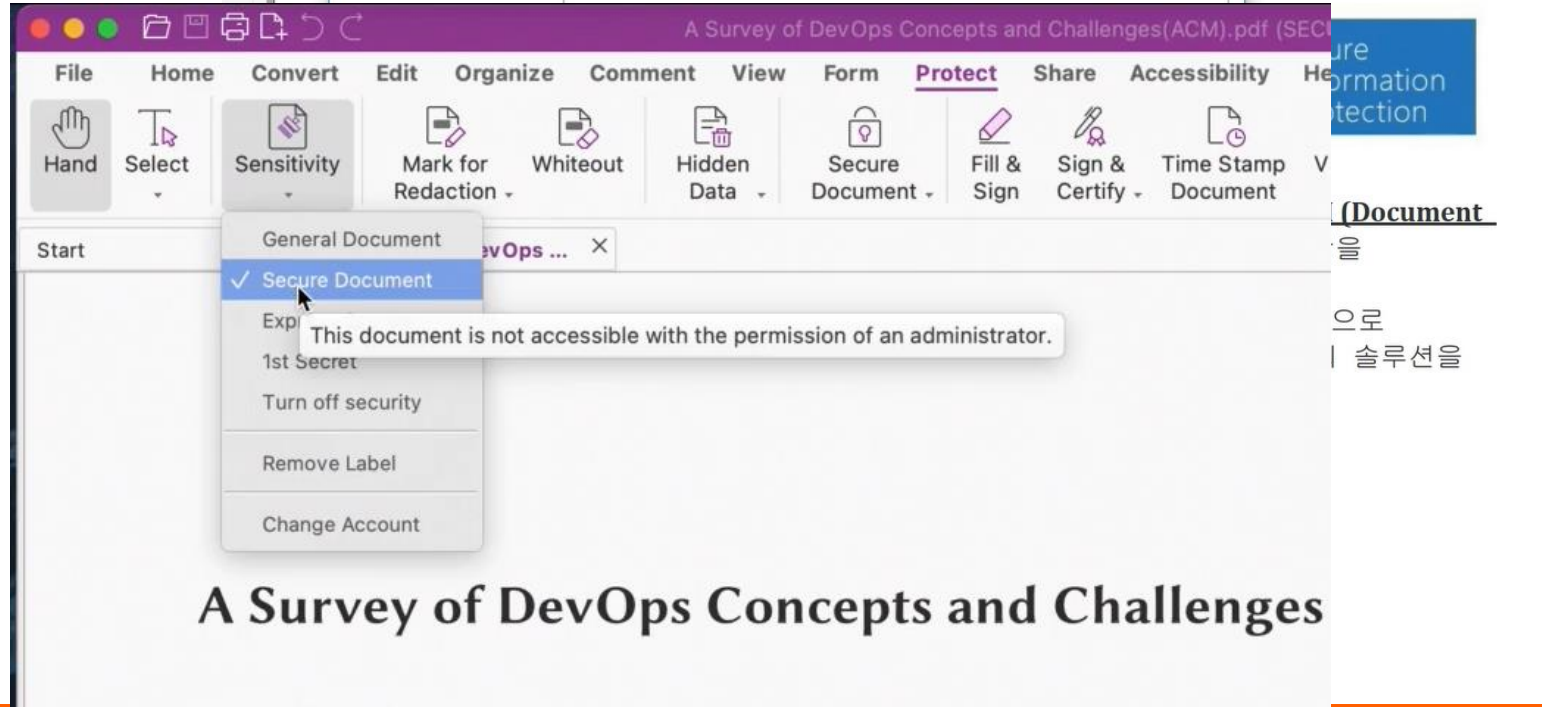 A Survey of DevOps Concepts and Challenges(ACM).pdf
File Home Convert Edit Organize Comment View Form Protect Share Accessibility
Hand Select Sensitivity Mark for Redaction Whiteout Hidden Data Secure Document Fill & Sign Sign & Certify Time Stamp Document
Start evOps ...
General Document
Secure Document
This document is not accessible with the permission of an administrator.
1st Secret
Turn off security
Remove Label
Change Account
A Survey of DevOps Concepts and Challenges
(Document
을
으로
솔루션을